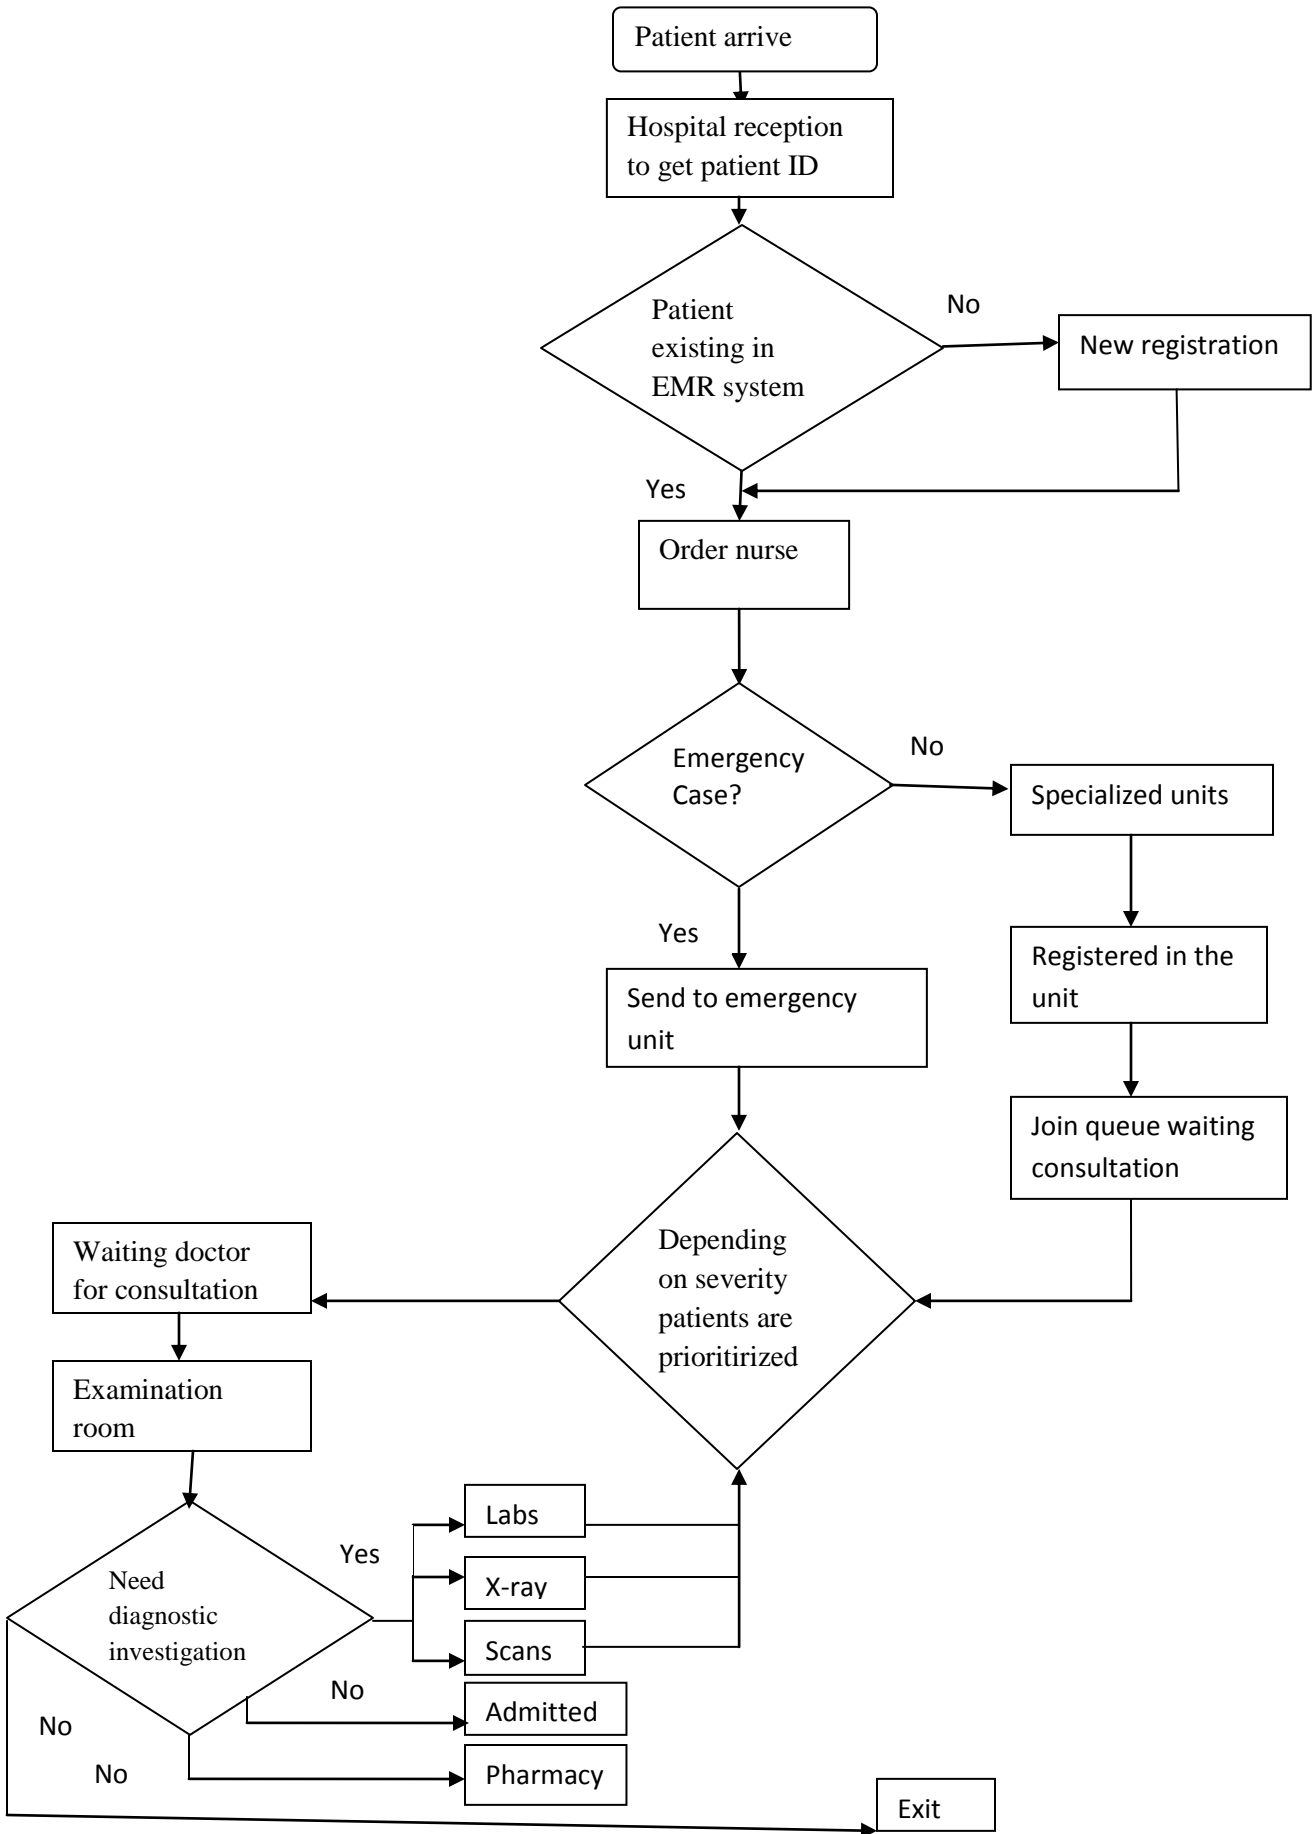 Patient arrive
Hospital reception
to get patient ID
Patient
existing in
EMR system
No
New registration
Yes
Order nurse
Emergency
Case?
No
Specialized units
Yes
Registered in the
unit
Send to emergency
unit
Join queue waiting
consultation
Depending
on severity
patients are
prioritirized
Waiting doctor
for consultation
Examination
room
Need
diagnostic
investigation
Yes
Labs
X-ray
Scans
No
Admitted
No
No
Pharmacy
Exit